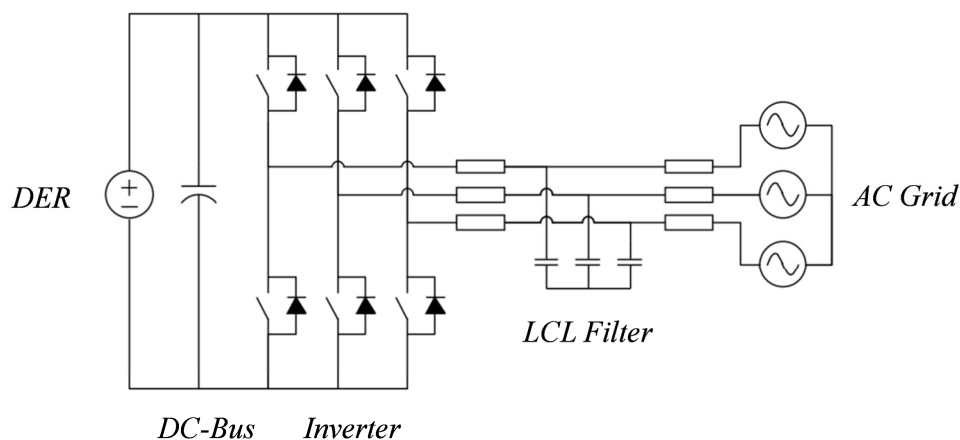 DER
AC Grid
LCL Filter
DC-Bus
Inverter